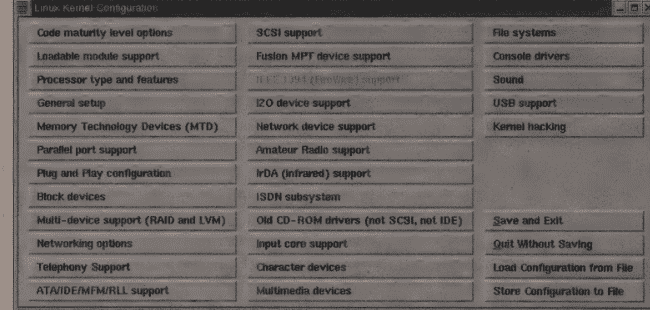 Linux Kernel Configuration
Code maturity level options
Loadable module support
Processor type and features
General setup
Memory Technology Devices (MTD)
Parallel port support
Plug and Play configuration
Block devices
Multi-device support (RAID and LVM)
Networking options
Telephony Support
ATA/IDE/MFM/RLL support
SCSI support
Fusion MPT device support
IEEE 1394 (FireWire) support
I2O device support
Network device support
Amateur Radio support
IrDA (infrared) support
ISDN subsystem
Old CD-ROM drivers (not SCSI, not IDE)
Input core support
Character devices
Multimedia devices
File systems
Console drivers
Sound
USB support
Kernel hacking
Save and Exit
Quit Without Saving
Load Configuration from File
Store Configuration to File